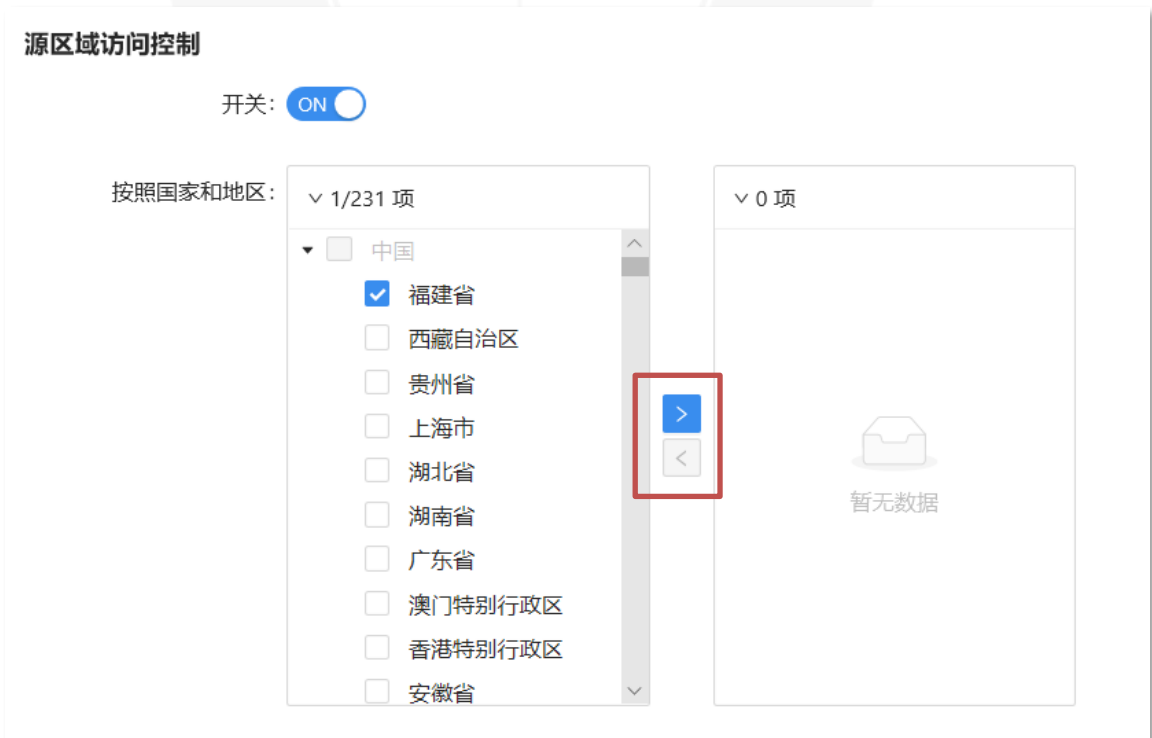 源区域访问控制
开关： ON
按照国家和地区：
1/231 项
中国
福建省
西藏自治区
贵州省
上海市
湖北省
湖南省
广东省
澳门特别行政区
香港特别行政区
安徽省
>
<
0 项
暂无数据